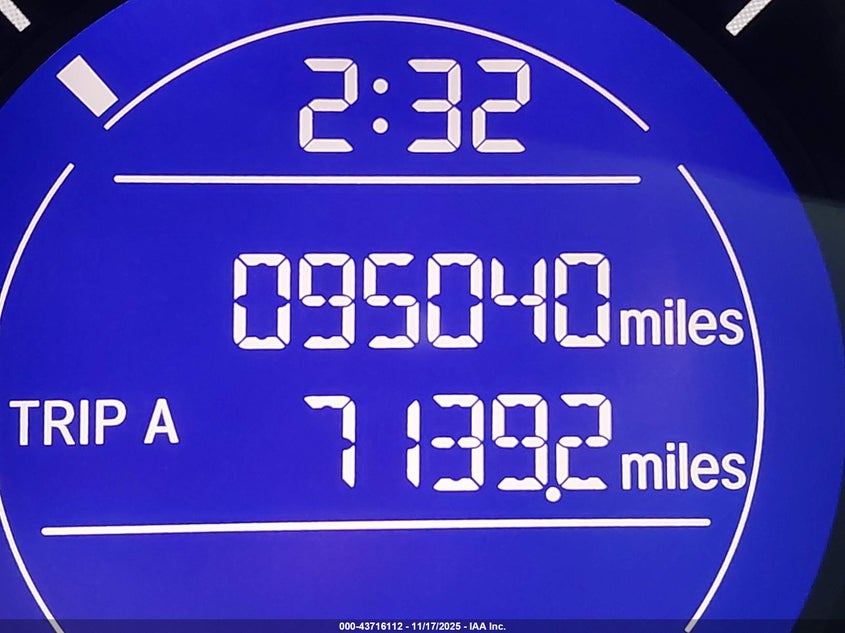 2:32
095040 miles
TRIP A 7139.2 miles
000-43716112 - 11/17/2025 - IAA Inc.